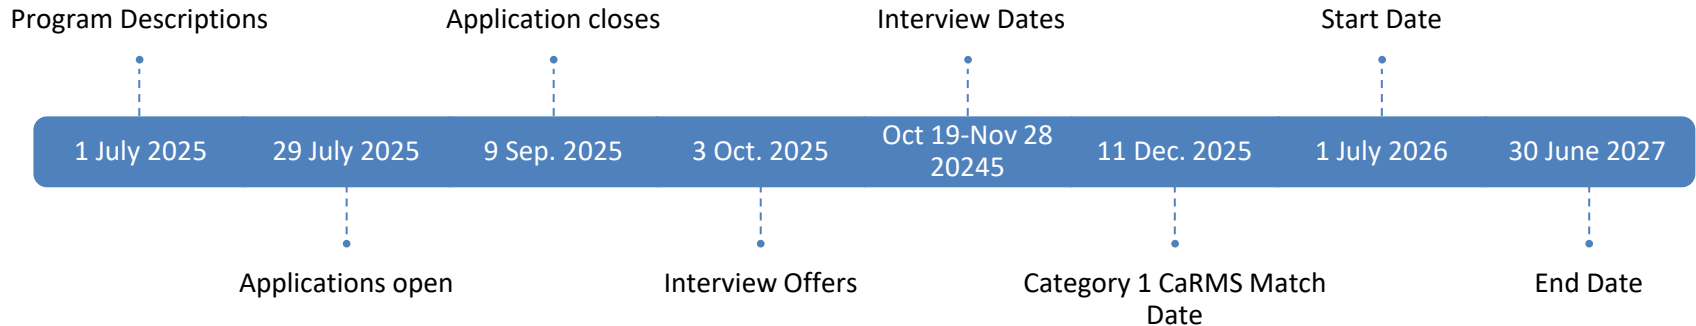 Program Descriptions
Application closes
Interview Dates
Start Date
1 July 2025
29 July 2025
9 Sep. 2025
3 Oct. 2025
Oct 19-Nov 28
20245
11 Dec. 2025
1 July 2026
30 June 2027
Applications open
Interview Offers
Category 1 CaRMS Match
Date
End Date